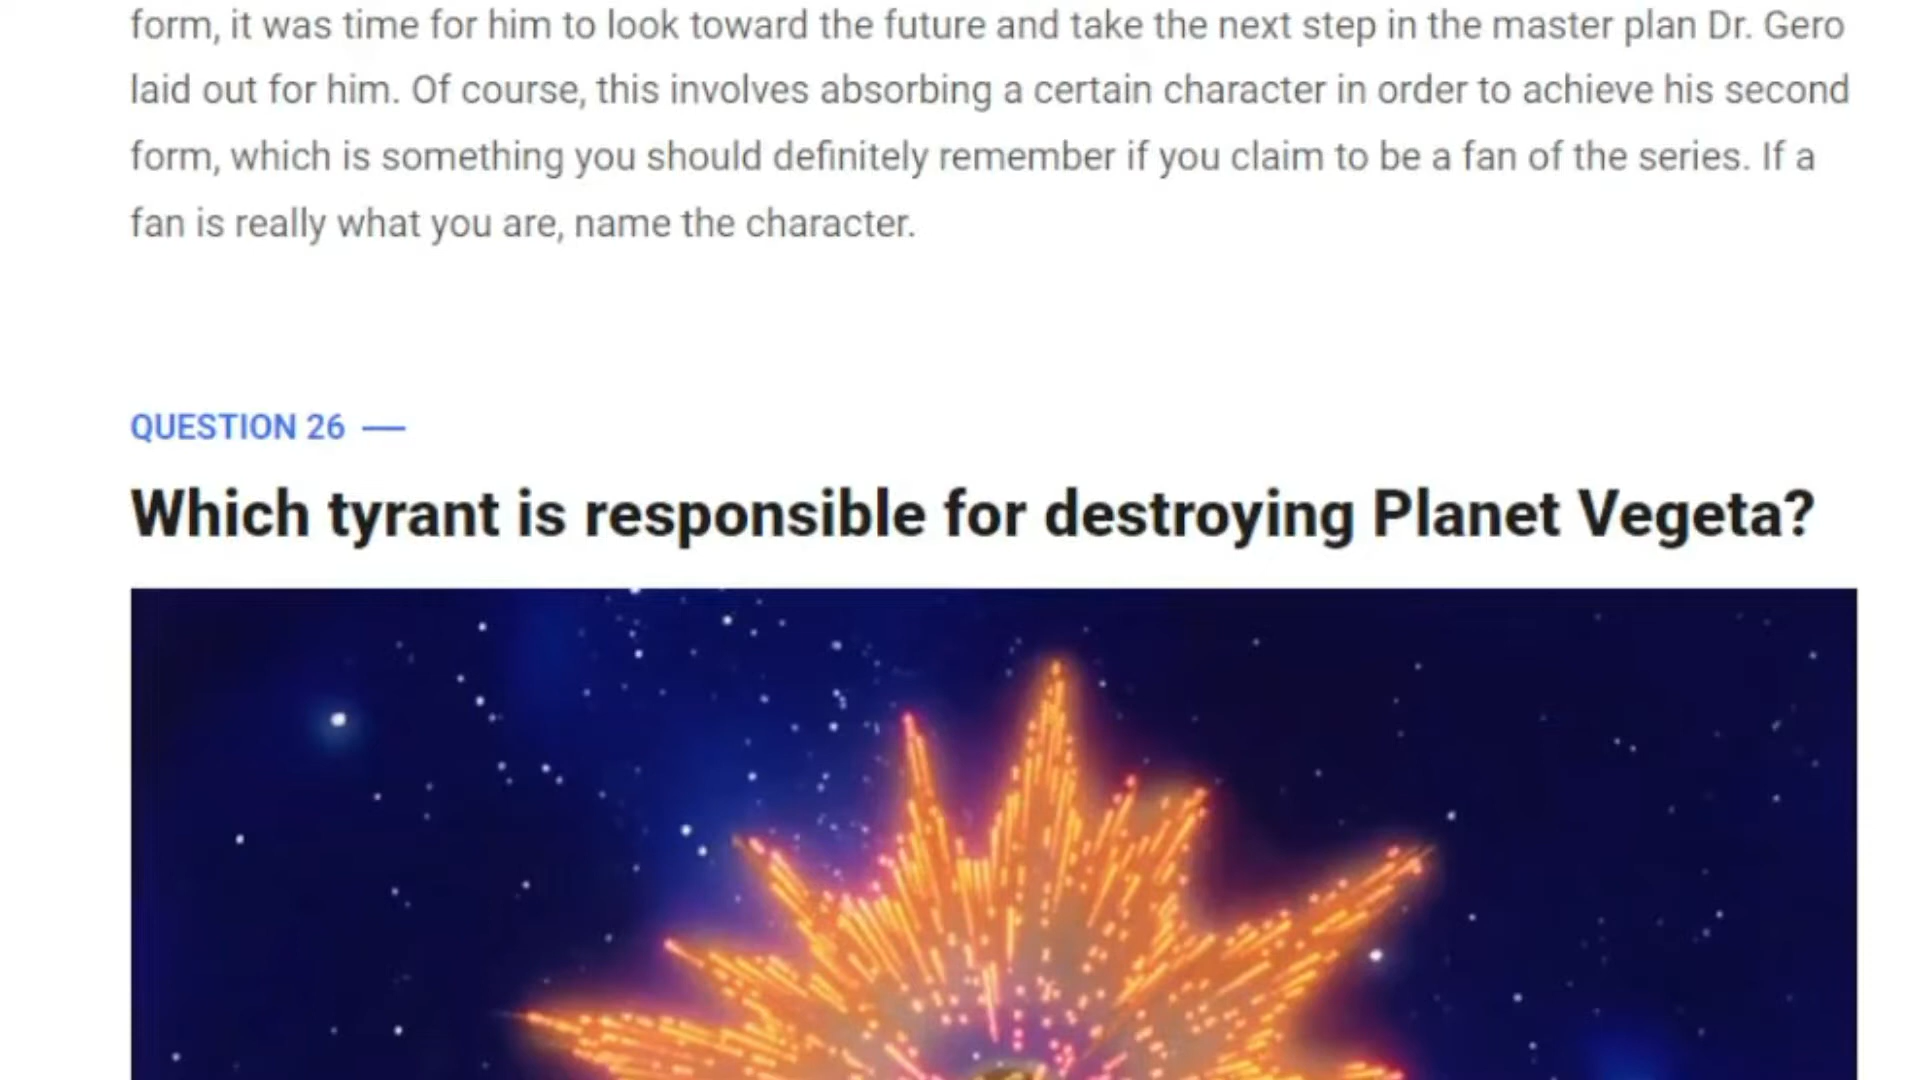 form, it was time for him to look toward the future and take the next step in the master plan Dr. Gero
laid out for him. Of course, this involves absorbing a certain character in order to achieve his second
form, which is something you should definitely remember if you claim to be a fan of the series. If a
fan is really what you are, name the character.
QUESTION 26 —
Which tyrant is responsible for destroying Planet Vegeta?